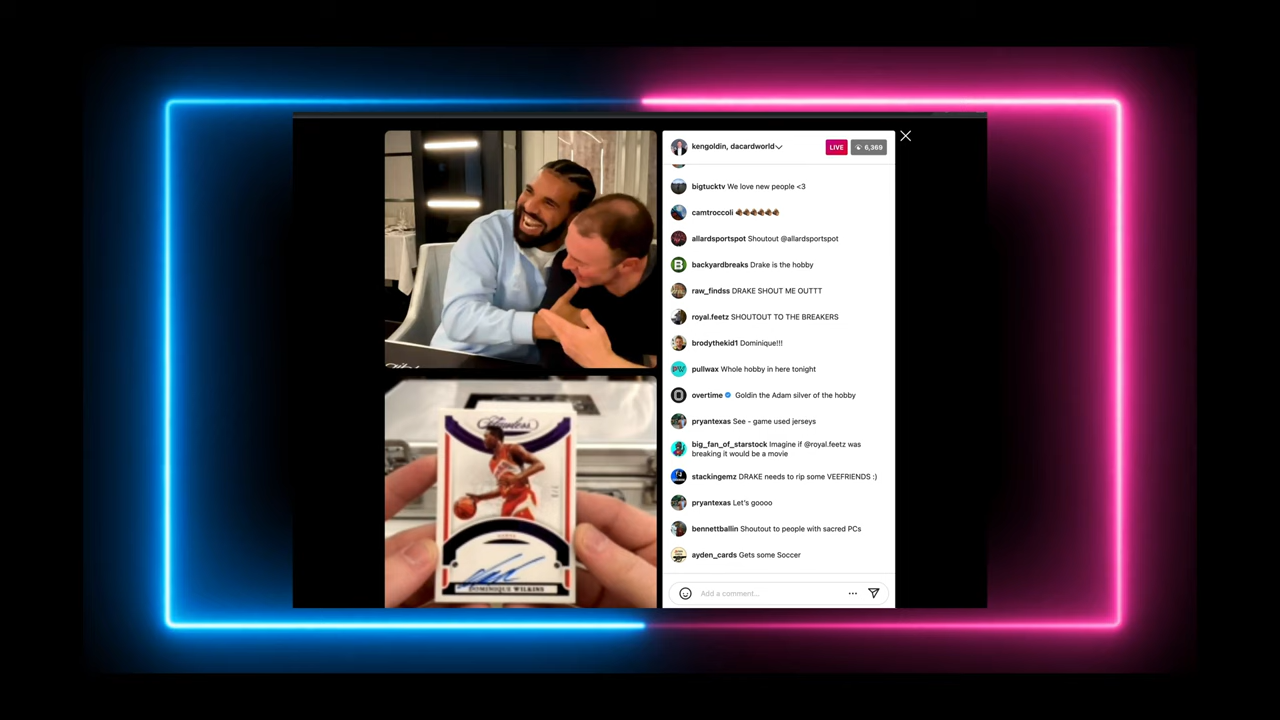 kengoldin, dacardworld
LIVE
6,369
bigtucktv We love new people <3
camtroccoli
allardsportspot Shoutout @allardsportspot
backyardbreaks Drake is the hobby
raw_findss DRAKE SHOUT ME OUTTT
royal.feetz SHOUTOUT TO THE BREAKERS
brodythekid1 Dominique!!!
pullwax Whole hobby in here tonight
overtime Goldin the Adam silver of the hobby
pryantexas See - game used jerseys
big_fan_of_starstock Imagine if @royal.feetz was
breaking it would be a movie
stackingemz DRAKE needs to rip some VEEFRIENDS :)
pryantexas Let's goooo
bennettballin Shoutout to people with sacred PCs
ayden_cards Gets some Soccer
Add a comment...
Flawless
DOMINIQUE WILKINS